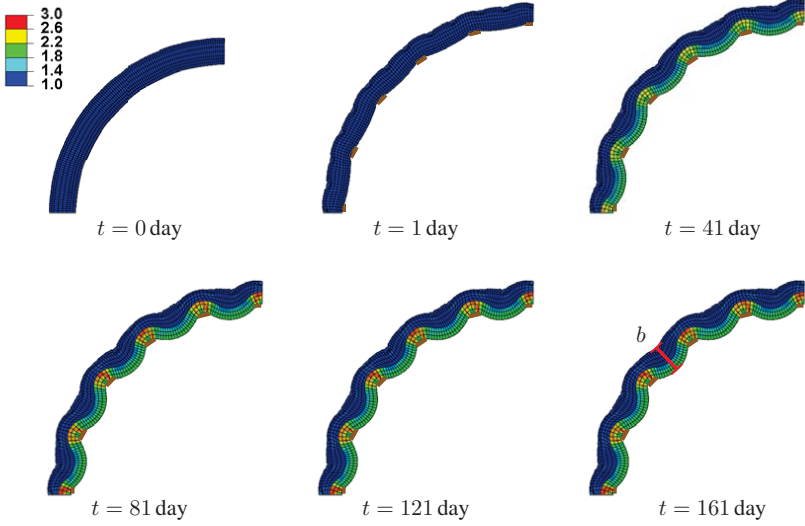 3.0
2.6
2.2
1.8
1.4
1.0
t = 0 day
t = 1 day
t = 41 day
b
t = 81 day
t = 121 day
t = 161 day